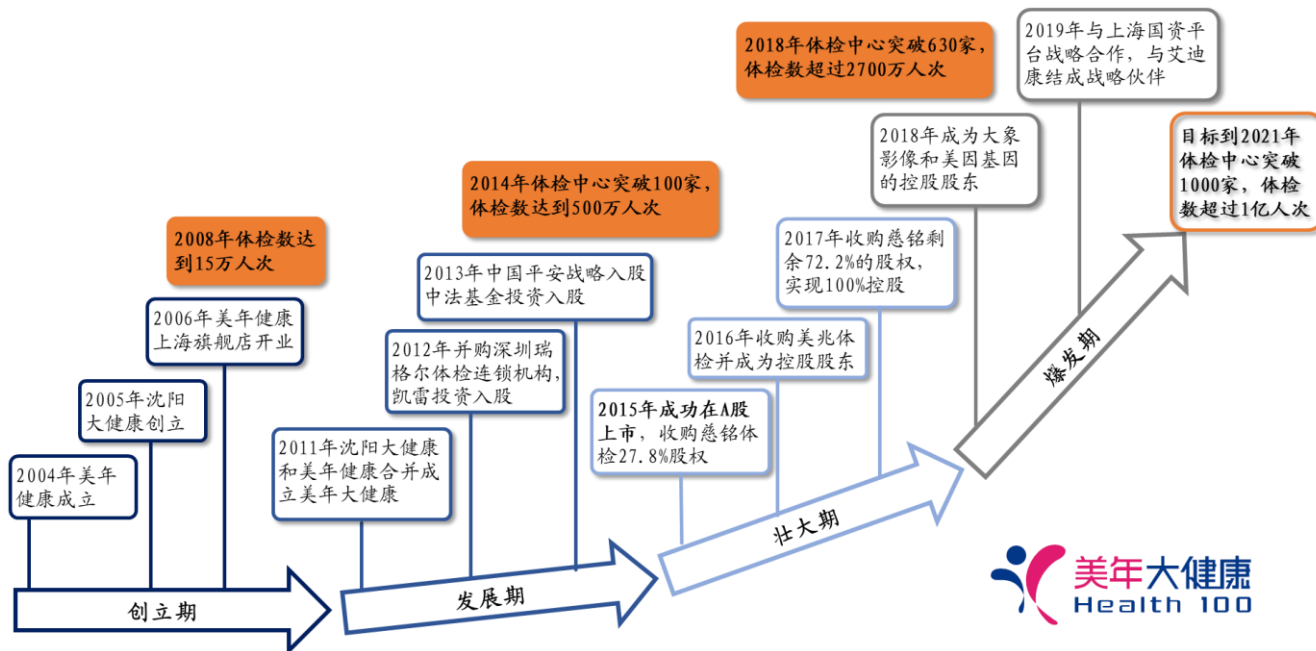 2004年美年
健康成立
2005年沈阳
大健康创立
2006年美年健康
上海旗舰店开业
2008年体检数达
到15万人次
创立期
2011年沈阳大健康
和美年健康合并成
立美年大健康
2012年并购深圳瑞
格尔体检连锁机构,
凯雷投资入股
2013年中国平安战略入股
中法基金投资入股
2014年体检中心突破100家,
体检数达到500万人次
发展期
2015年成功在A股
上市，收购慈铭体
检27.8%股权
2016年收购美兆体
检并成为控股股东
2017年收购慈铭剩
余72.2%的股权,
实现100%控股
壮大期
2018年体检中心突破630家,
体检数超过2700万人次
2018年成为大象
影像和美因基因
的控股股东
2019年与上海国资平
台战略合作，与艾迪
康结成战略伙伴
目标到2021年
体检中心突破
1000家，体检
数超过1亿人次
爆发期
美年大健康
Health 100